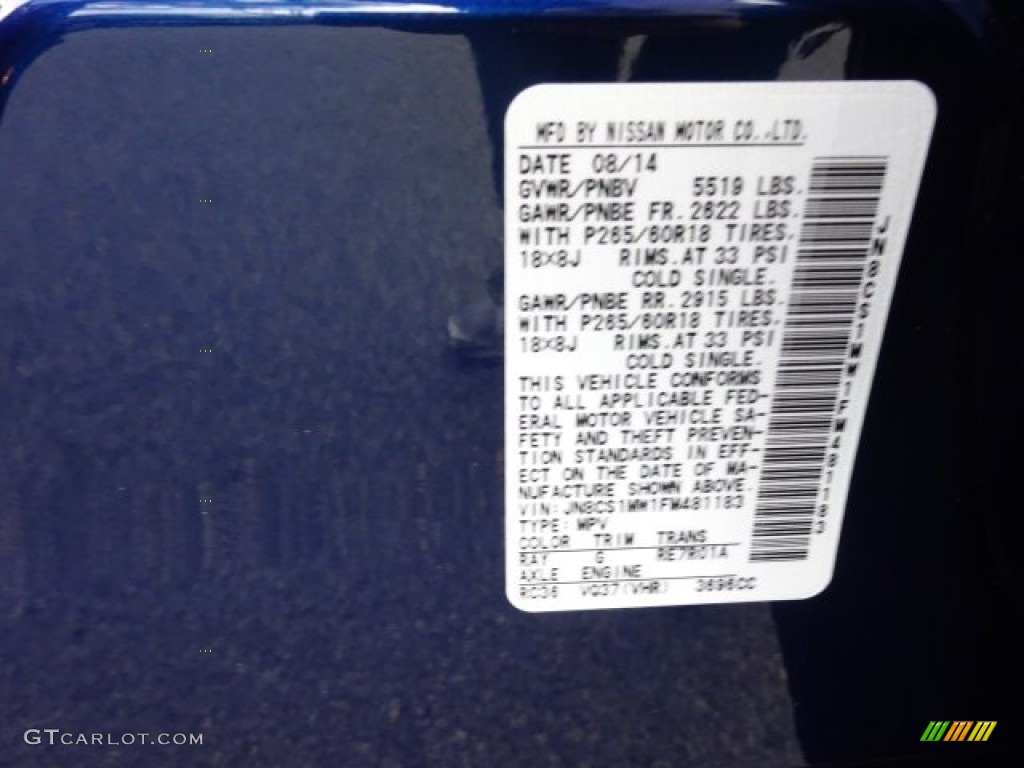 MFD BY NISSAN MOTOR CO.,LTD.
DATE 08/14
GVWR/PNBV 5519 LBS.
GAWR/PNBE FR. 2622 LBS.
WITH P265/60R18 TIRES.
18×8J RIMS. AT 33 PSI
COLD SINGLE.
GAWR/PNBE RR. 2915 LBS.
WITH P265/60R18 TIRES.
18×8J RIMS. AT 33 PSI
COLD SINGLE.
THIS VEHICLE CONFORMS
TO ALL APPLICABLE FED-
ERAL MOTOR VEHICLE SA-
FETY AND THEFT PREVEN-
TION STANDARDS IN EFF-
ECT ON THE DATE OF MA-
NUFACTURE SHOWN ABOVE.
VIN: JN8CS1MW1FM481183
TYPE: MPV
COLOR TRIM TRANS
RAY G RE7R01A
AXLE ENGINE
RC36 VQ37(VHR) 3696CC
JN8CS1MW1FM481183
GTCARLOT.COM